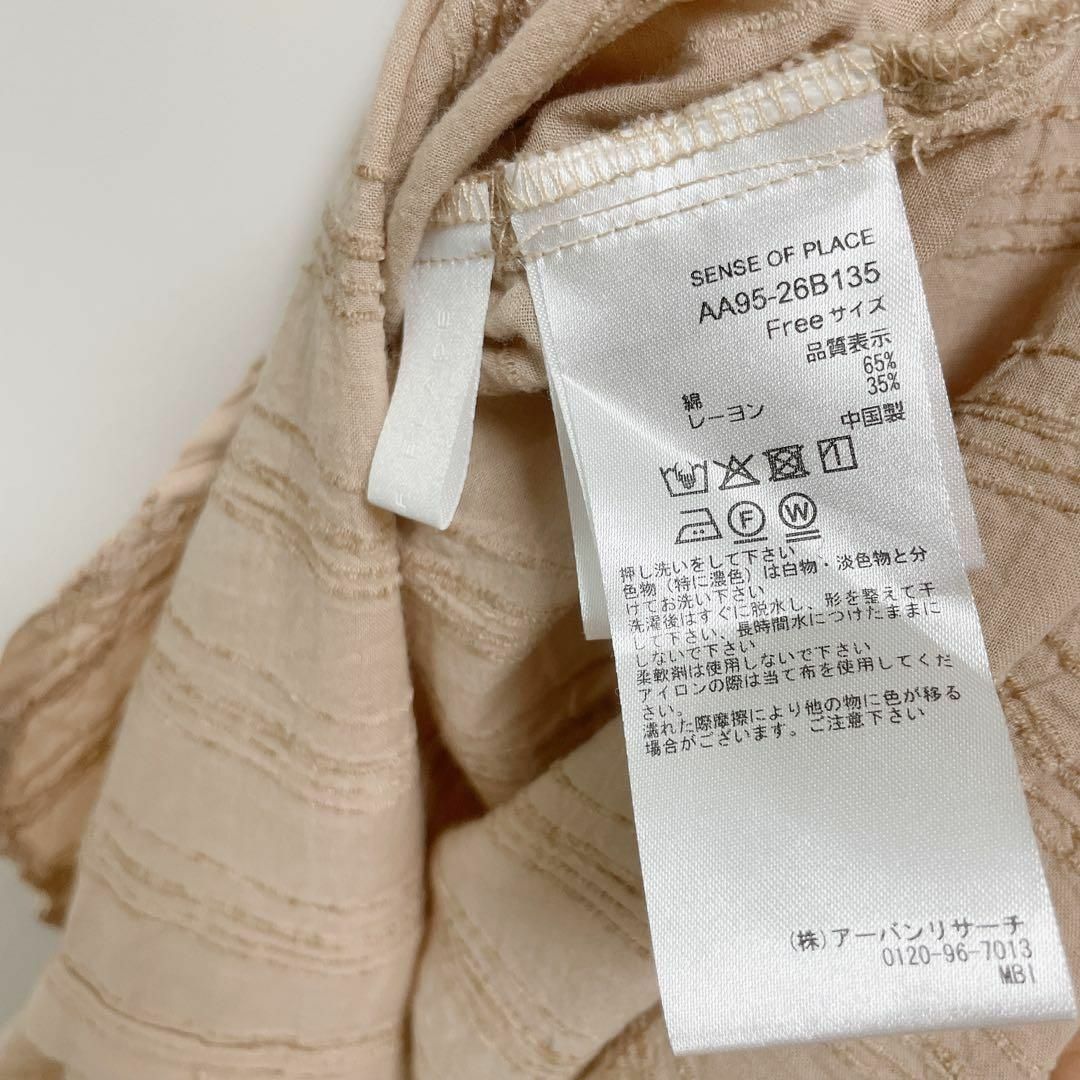 SENSE OF PLACE
AA95-26B135
Freeサイズ
品質表示
綿 65%
レーヨン 35%
中国製
F W
押し洗いをして下さい
色物（特に濃色）は白物・淡色物と分
けてお洗い下さい
洗濯後はすぐに脱水し、形を整えて干
して下さい、長時間水につけたままに
しないで下さい
柔軟剤は使用しないで下さい
アイロンの際は当て布を使用してくだ
さい。
濡れた際摩擦により他の物に色が移る
場合がございます。ご注意下さい
(株)アーバンリサーチ
0120-96-7013
MBI